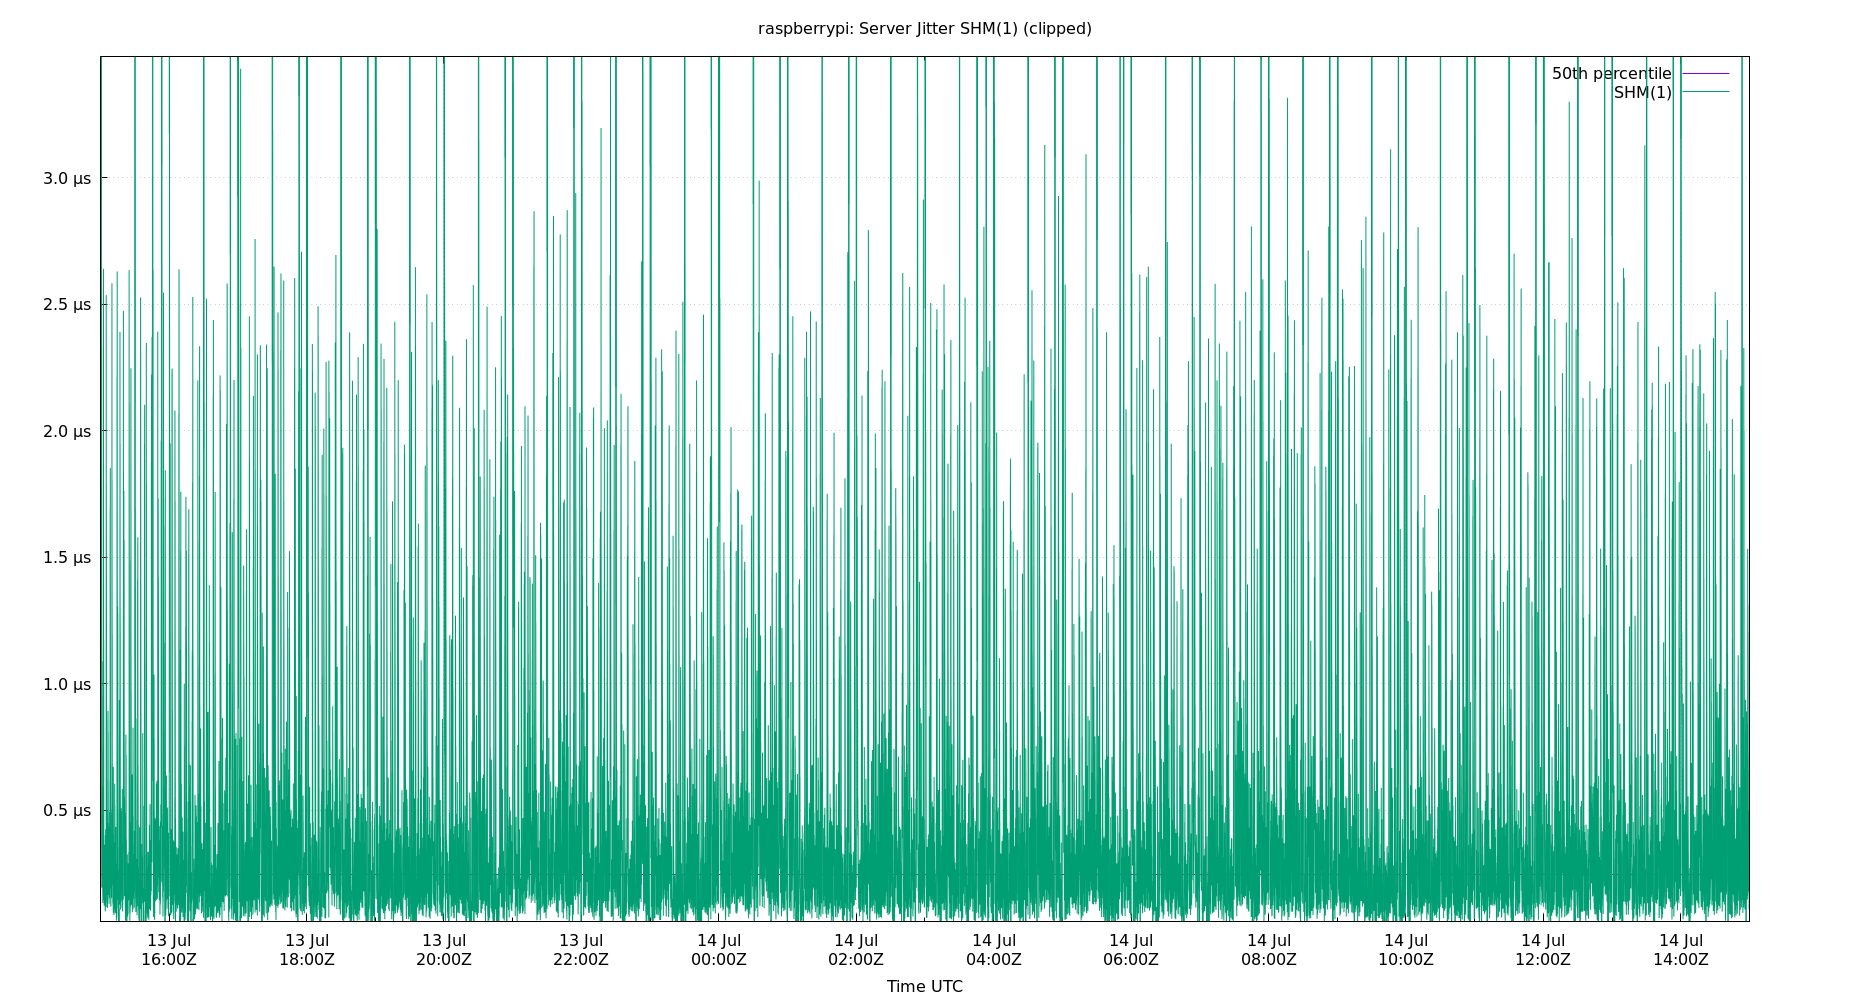 raspberrypi: Server Jitter SHM(1) (clipped)
50th percentile
SHM(1)
3.0 µs
2.5 µs
2.0 µs
1.5 µs
1.0 µs
0.5 µs
13 Jul 13 Jul 13 Jul 13 Jul 14 Jul 14 Jul 14 Jul 14 Jul 14 Jul 14 Jul 14 Jul 14 Jul
16:00Z 18:00Z 20:00Z 22:00Z 00:00Z 02:00Z 04:00Z 06:00Z 08:00Z 10:00Z 12:00Z 14:00Z
Time UTC